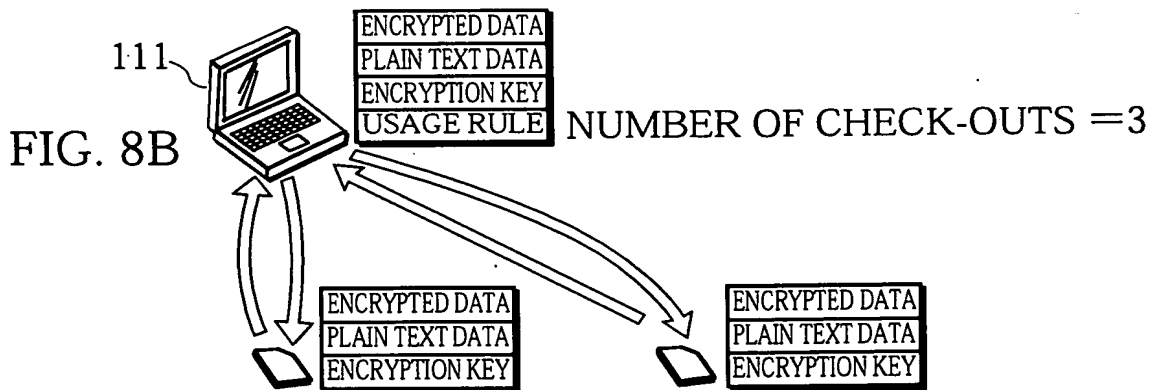 111
ENCRYPTED DATA
PLAIN TEXT DATA
ENCRYPTION KEY
USAGE RULE
NUMBER OF CHECK-OUTS =3
FIG. 8B
ENCRYPTED DATA
PLAIN TEXT DATA
ENCRYPTION KEY
ENCRYPTED DATA
PLAIN TEXT DATA
ENCRYPTION KEY